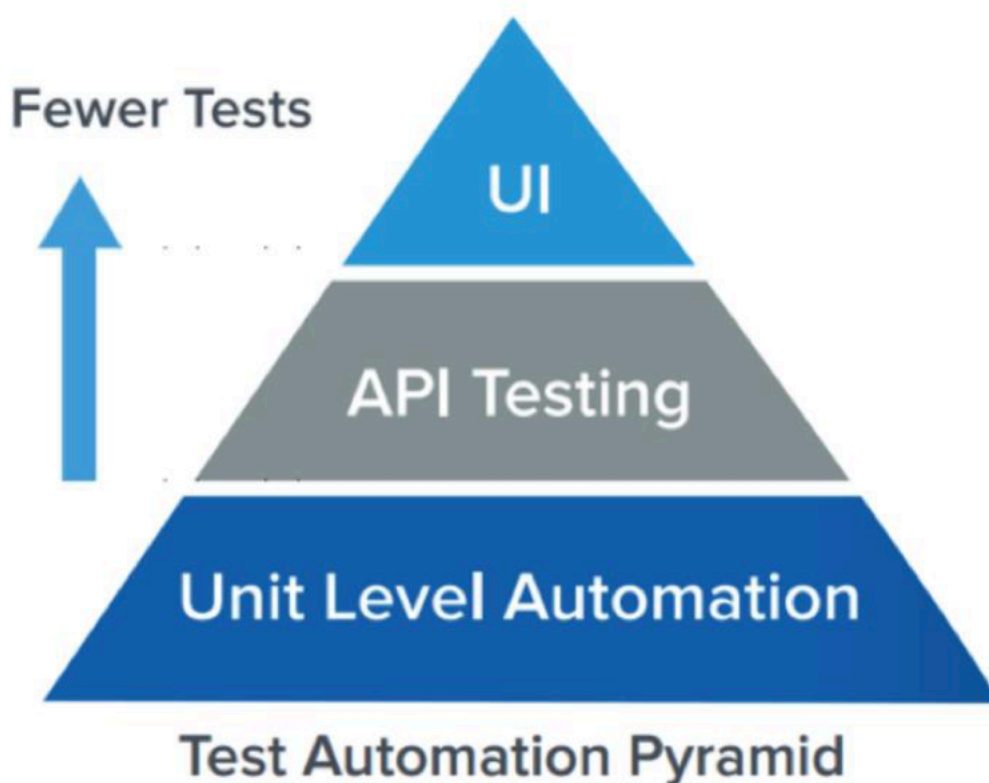 Fewer Tests
UI
API Testing
Unit Level Automation
Test Automation Pyramid